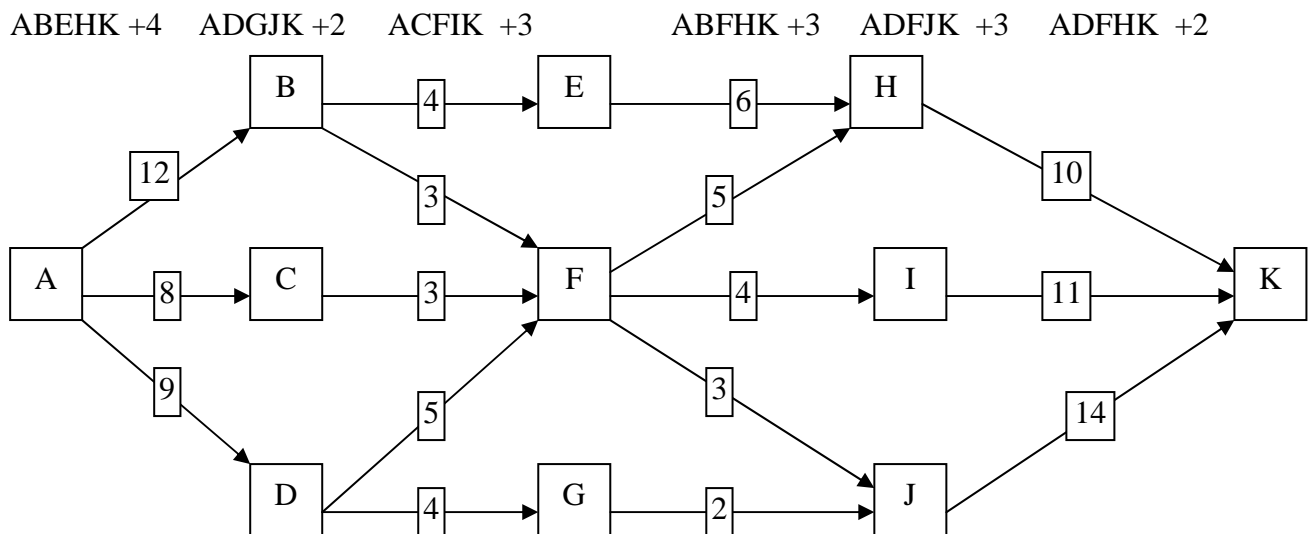 ABEHK +4 ADGJK +2 ACFIK +3 ABFHK +3 ADFJK +3 ADFHK +2
B 4 E 6 H
12 3 5 10
A 8 C 3 F 4 I 11 K
9 5 3 14
D 4 G 2 J